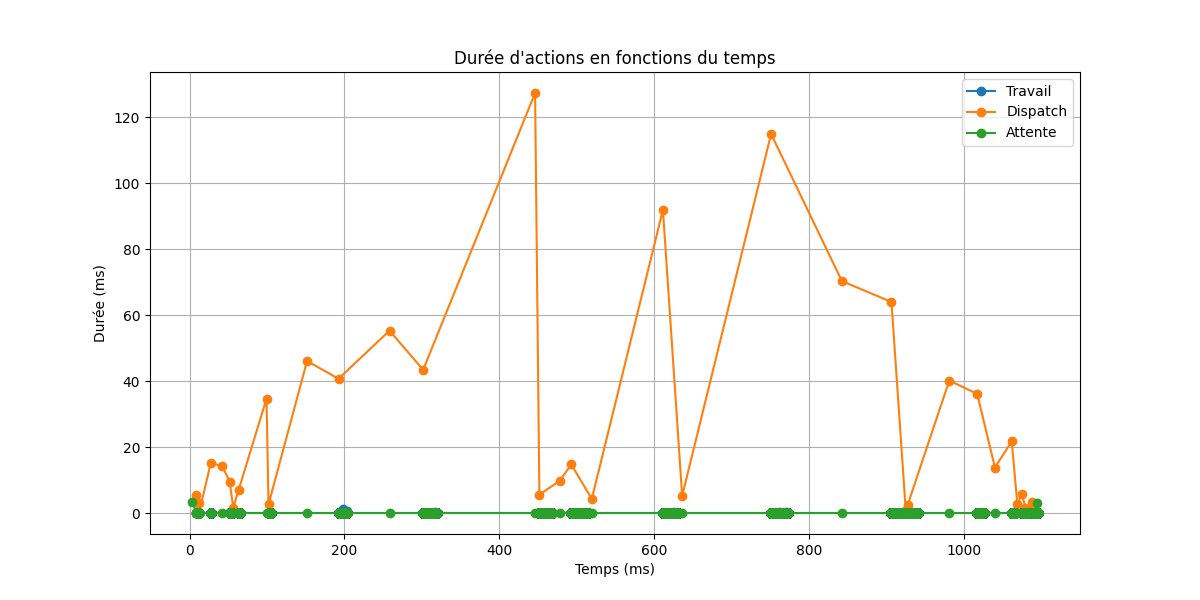 Durée d'actions en fonctions du temps
Travail
Dispatch
Attente
Durée (ms)
120
100
80
60
40
20
0
0 200 400 600 800 1000
Temps (ms)